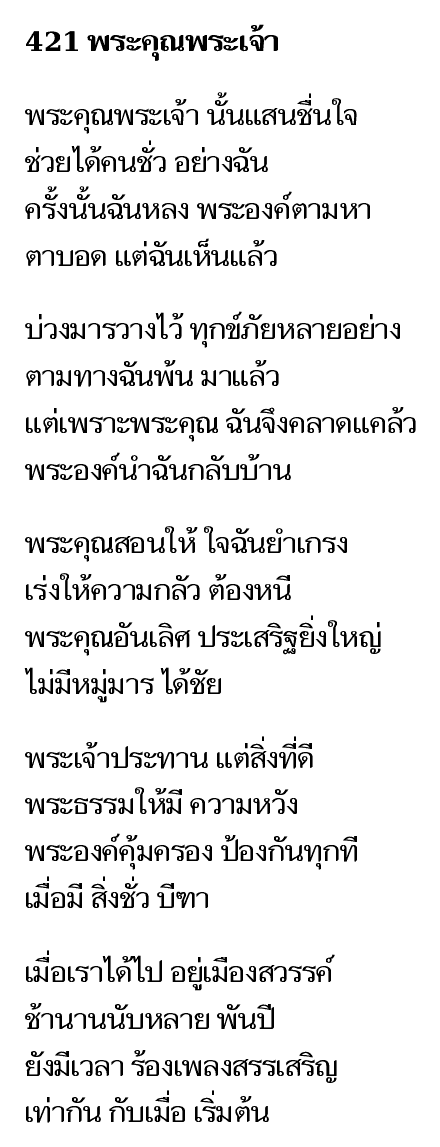 421 พระคุณพระเจ้า
พระคุณพระเจ้า นั้นแสนชื่นใจ
ช่วยได้คนชั่ว อย่างฉัน
ครั้งนั้นฉันหลง พระองค์ตามหา
ตาบอด แต่ฉันเห็นแล้ว
บ่วงมารวางไว้ ทุกข์ภัยหลายอย่าง
ตามทางฉันพ้น มาแล้ว
แต่เพราะพระคุณ ฉันจึงคลาดแคล้ว
พระองค์นำฉันกลับบ้าน
พระคุณสอนให้ ใจฉันยำเกรง
เร่งให้ความกลัว ต้องหนี
พระคุณอันเลิศ ประเสริฐยิ่งใหญ่
ไม่มีหมู่มาร ได้ชัย
พระเจ้าประทาน แต่สิ่งที่ดี
พระธรรมให้มี ความหวัง
พระองค์คุ้มครอง ป้องกันทุกที
เมื่อมี สิ่งชั่ว บีฑา
เมื่อเราได้ไป อยู่เมืองสวรรค์
ช้านานนับหลาย พันปี
ยังมีเวลา ร้องเพลงสรรเสริญ
เท่ากัน กับเมื่อ เริ่มต้น